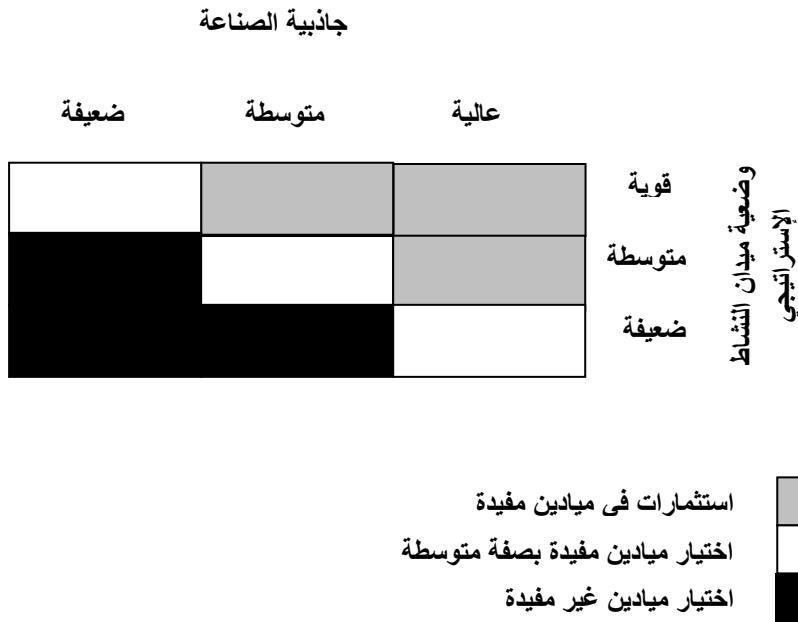 جاذبية الصناعة
عالية متوسطة ضعيفة
قوية
متوسطة
ضعيفة
وضعية ميدان النشاط
الإستراتيجي
استثمارات فى ميادين مفيدة
اختيار ميادين مفيدة بصفة متوسطة
اختيار ميادين غير مفيدة